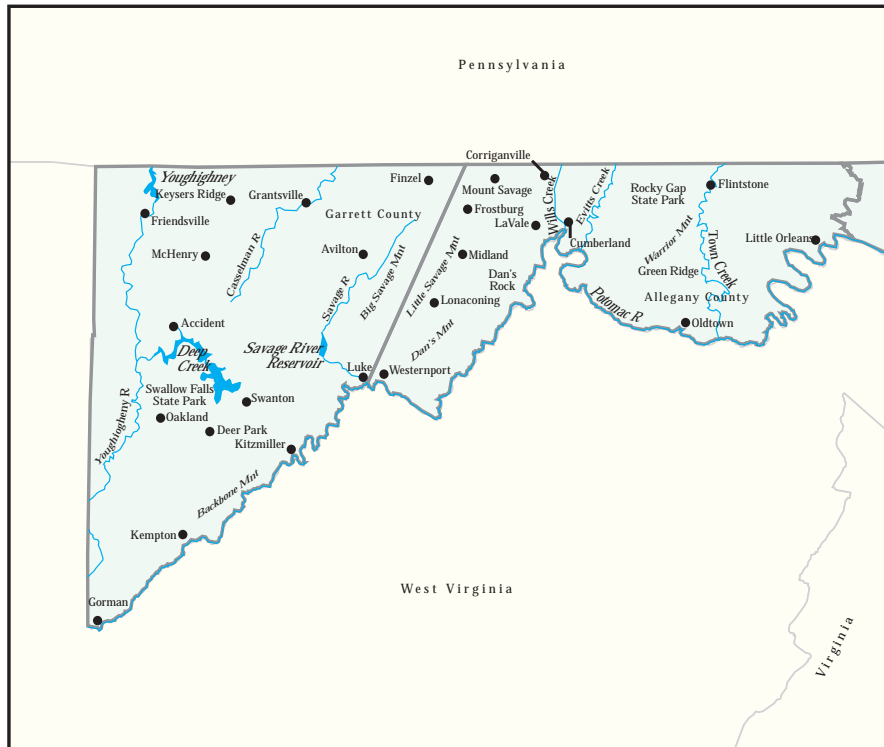 Pennsylvania
Corriganville
Youghighney
Keysers Ridge
Grantsville
Finzel
Mount Savage
Wills Creek
Evitts Creek
Rocky Gap
State Park
Flintstone
Friendsville
Garrett County
Frostburg
LaVale
Cumberland
Warrior Mnt
Town Creek
Little Orleans
McHenry
Casselman R
Avilton
Savage R
Big Savage Mnt
Little Savage Mnt
Midland
Dan's
Rock
Green Ridge
Allegany County
Lonaconing
Potomac R
Oldtown
Accident
Deep
Creek
Savage River
Reservoir
Dan's Mnt
Luke
Westernport
Swallow Falls
State Park
Swanton
Youghiogheny R
Oakland
Deer Park
Kitzmiller
Backbone Mnt
Kempton
Gorman
West Virginia
Virginia